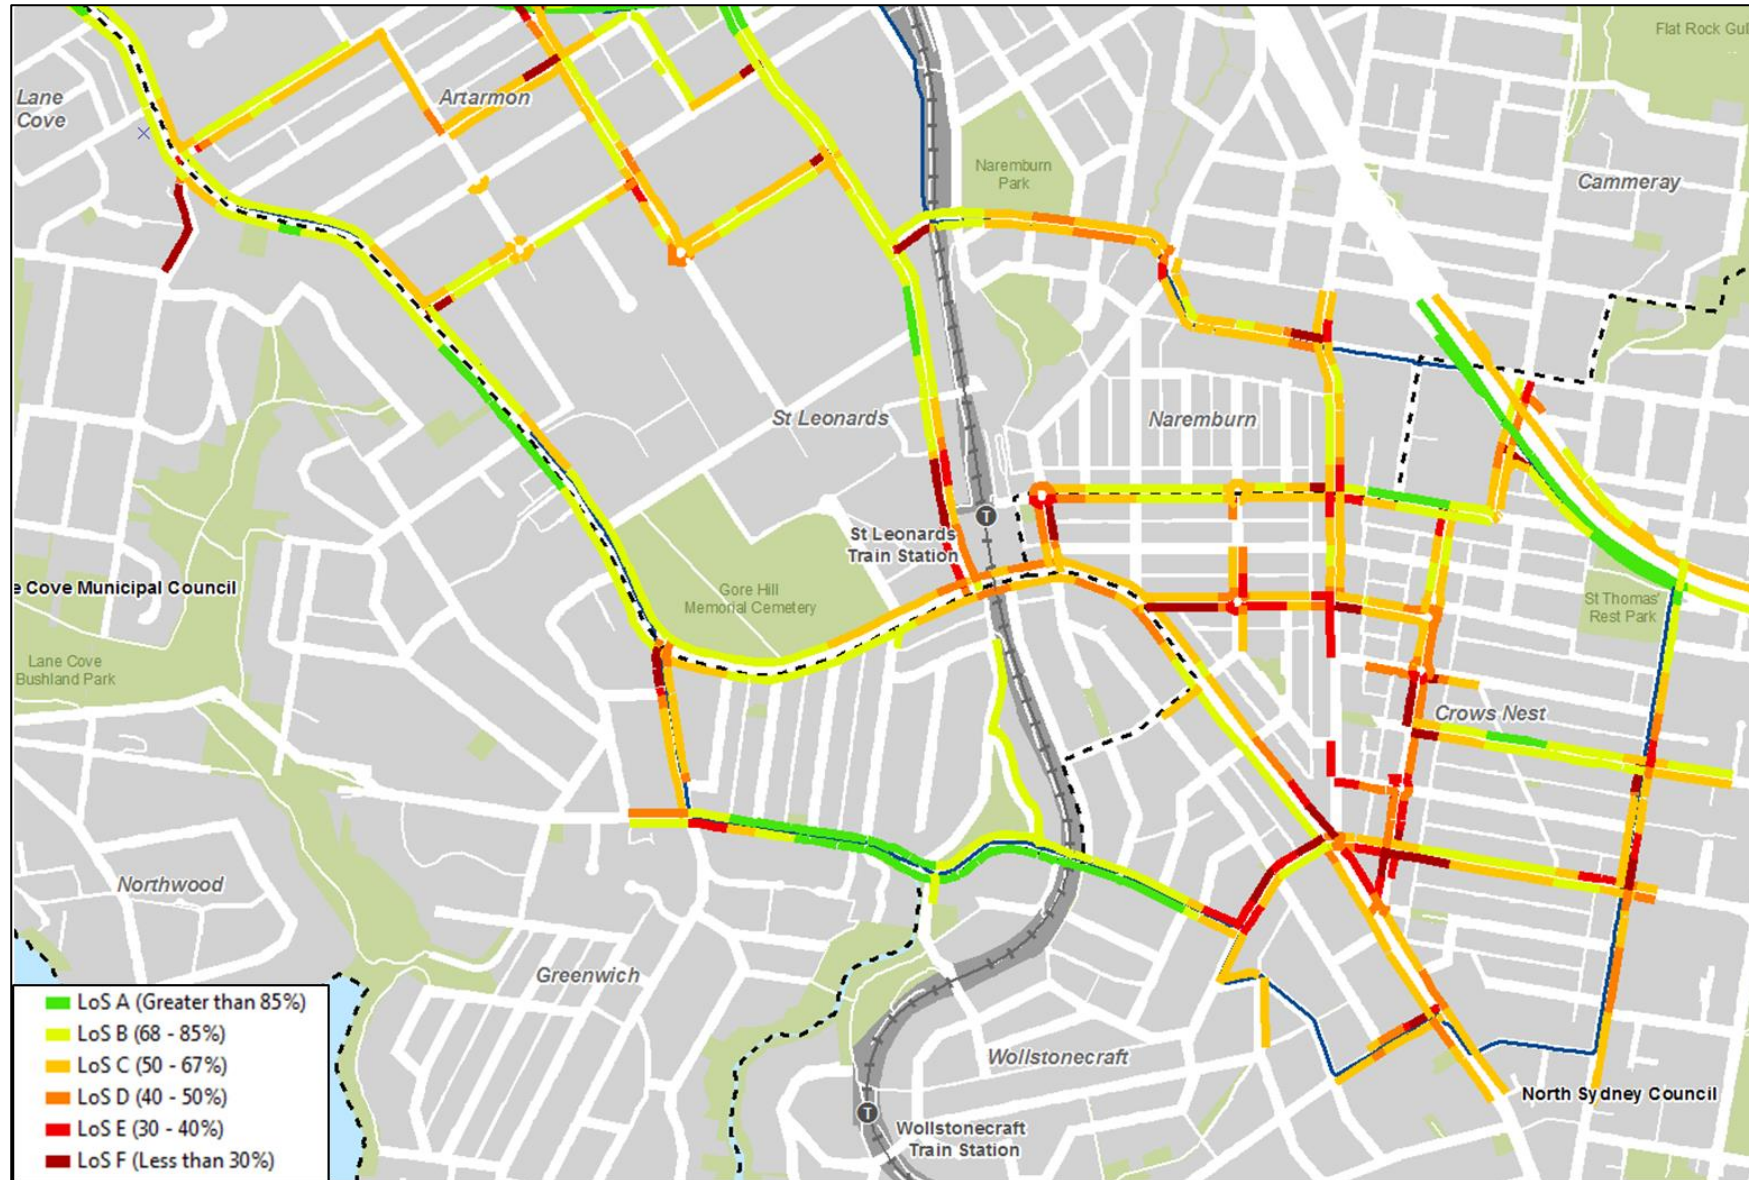 Flat Rock Gul
Lane
Cove
Artarmon
Naremburn
Park
Cammeray
St Leonards
Naremburn
St Leonards
Train Station
T
e Cove Municipal Council
Gore Hill
Memorial Cemetery
St Thomas'
Rest Park
Lane Cove
Bushland Park
Crows Nest
Northwood
Greenwich
LoS A (Greater than 85%)
LoS B (68 - 85%)
LoS C (50 - 67%)
LoS D (40 - 50%)
LoS E (30 - 40%)
LoS F (Less than 30%)
Wollstonecraft
North Sydney Council
T
Wollstonecraft
Train Station